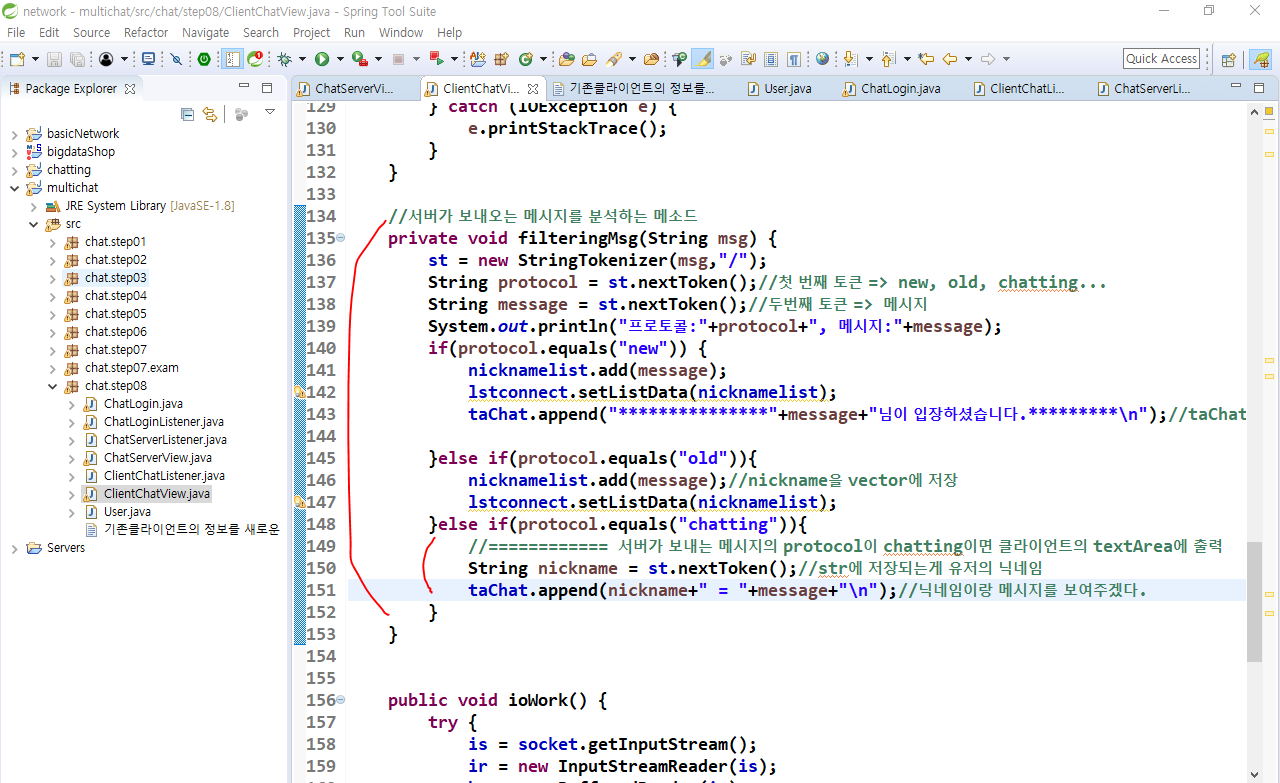 network - multichat/src/chat/step08/ClientChatView.java - Spring Tool Suite
File Edit Source Refactor Navigate Search Project Run Window Help
Quick Access
Package Explorer
ChatServerVi...
ClientChatVi...
기존클라이언트의 정보를...
User.java
ChatLogin.java
ClientChatLi...
ChatServerLi...
basicNetwork
bigdataShop
chatting
multichat
JRE System Library [JavaSE-1.8]
src
chat.step01
chat.step02
chat.step03
chat.step04
chat.step05
chat.step06
chat.step07
chat.step07.exam
chat.step08
ChatLogin.java
ChatLoginListener.java
ChatServerListener.java
ChatServerView.java
ClientChatListener.java
ClientChatView.java
User.java
기존클라이언트의 정보를 새로운
Servers
129 } catch (IOException e) {
130 e.printStackTrace();
131 }
132 }
133
134 //서버가 보내오는 메시지를 분석하는 메소드
135 private void filteringMsg(String msg) {
136 st = new StringTokenizer(msg,"/");
137 String protocol = st.nextToken();//첫 번째 토큰 => new, old, chatting...
138 String message = st.nextToken();//두번째 토큰 => 메시지
139 System.out.println("프로토콜:"+protocol+", 메시지:"+message);
140 if(protocol.equals("new")) {
141 nicknamelist.add(message);
142 lstconnect.setListData(nicknamelist);
143 taChat.append("***************"+message+"님이 입장하셨습니다.*********\n");//taChat
144
145 }else if(protocol.equals("old")){
146 nicknamelist.add(message);//nickname을 vector에 저장
147 lstconnect.setListData(nicknamelist);
148 }else if(protocol.equals("chatting")){
149 //============ 서버가 보내는 메시지의 protocol이 chatting이면 클라이언트의 textArea에 출력
150 String nickname = st.nextToken();//str에 저장되는게 유저의 닉네임
151 taChat.append(nickname+" = "+message+"\n");//닉네임이랑 메시지를 보여주겠다.
152 }
153 }
154
155
156 public void ioWork() {
157 try {
158 is = socket.getInputStream();
159 ir = new InputStreamReader(is);